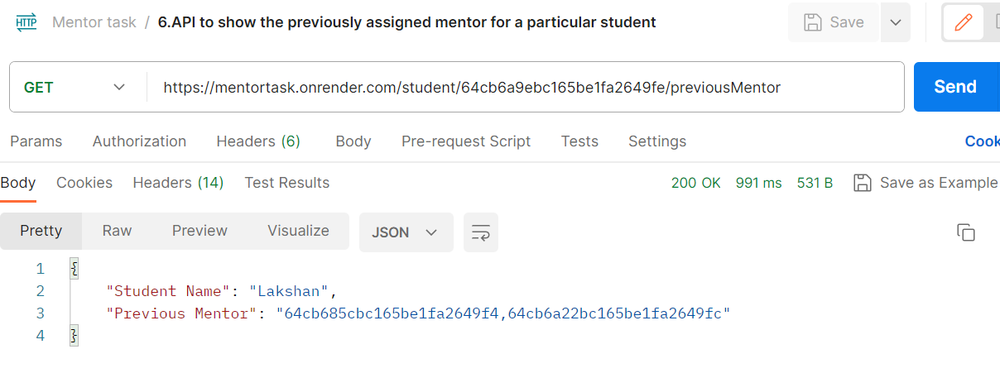 HTTP Mentor task / 6.API to show the previously assigned mentor for a particular student Save
GET https://mentortask.onrender.com/student/64cb6a9ebc165be1fa2649fe/previousMentor Send
Params Authorization Headers (6) Body Pre-request Script Tests Settings Cook
Body Cookies Headers (14) Test Results 200 OK 991 ms 531 B Save as Example
Pretty Raw Preview Visualize JSON
1 {
2 "Student Name": "Lakshan",
3 "Previous Mentor": "64cb685cbc165be1fa2649f4,64cb6a22bc165be1fa2649fc"
4 }